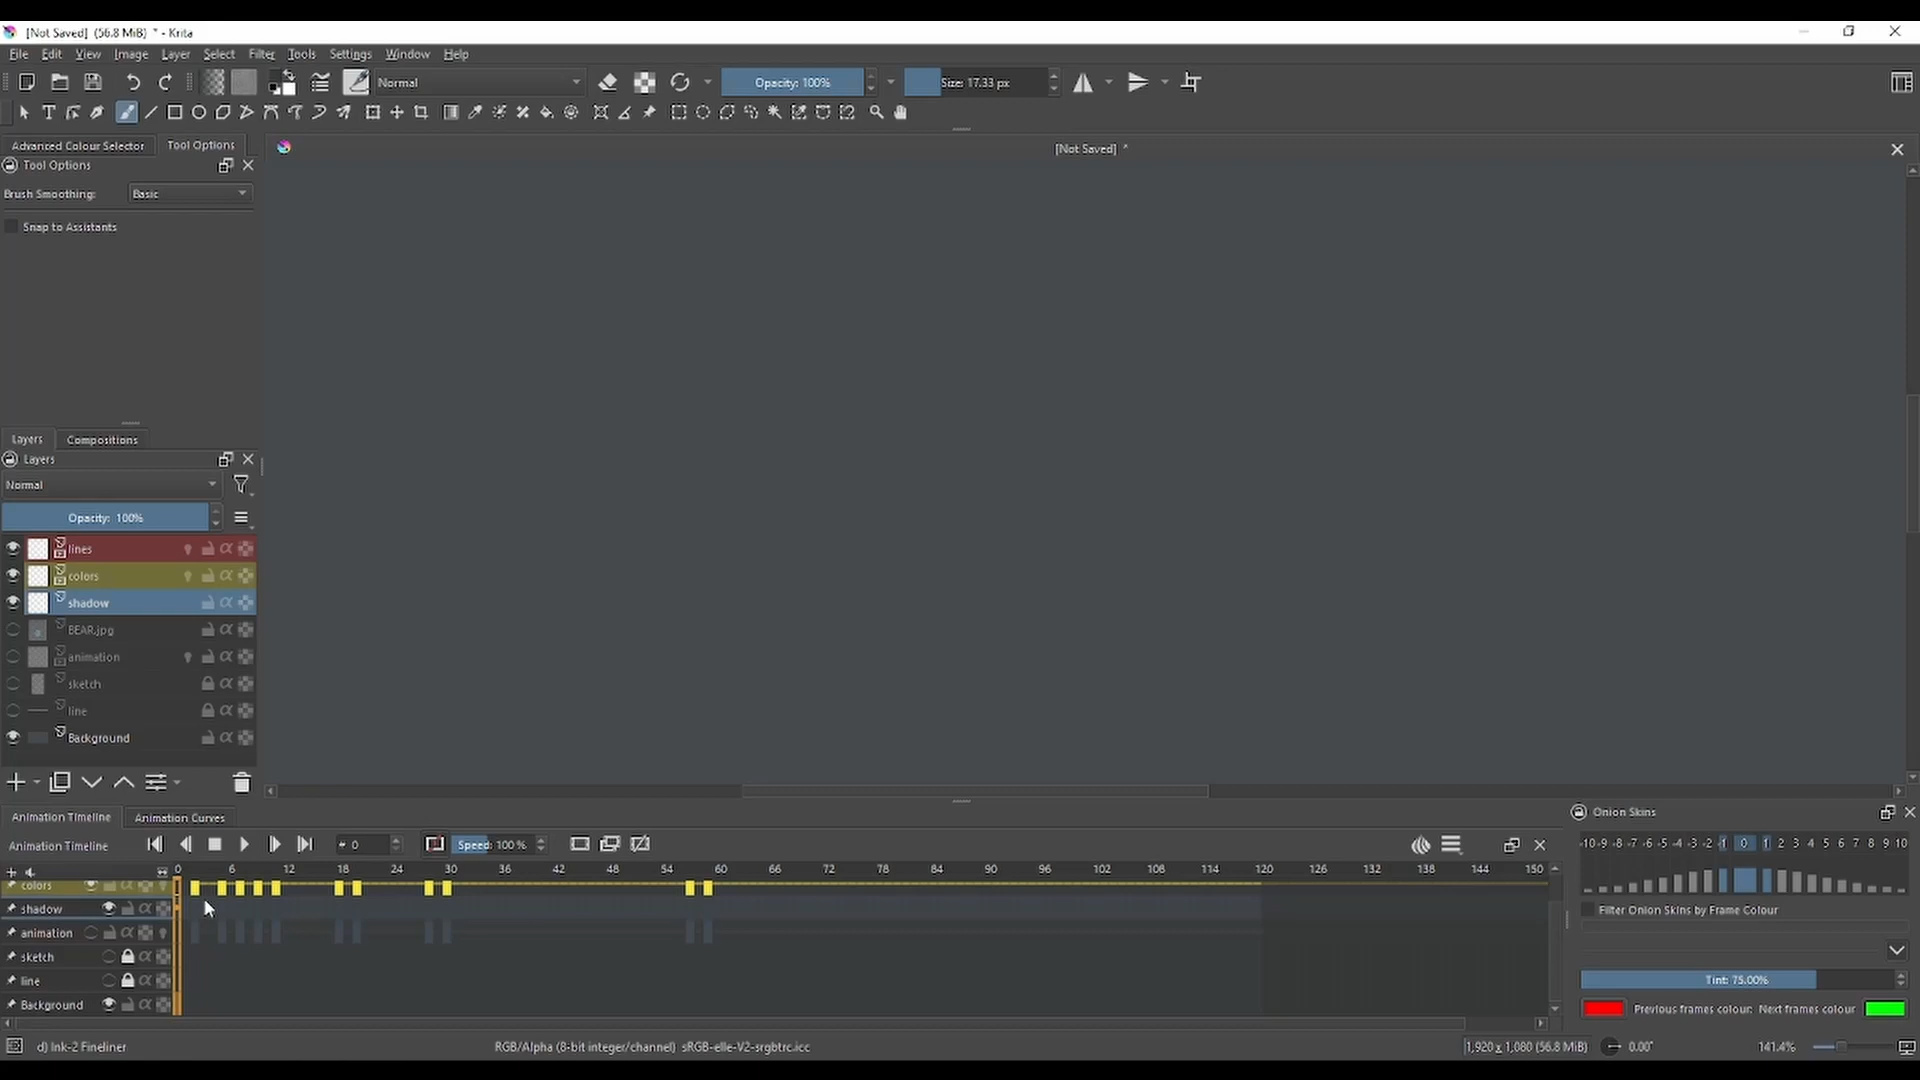 [Not Saved] (56.8 MiB) * - Krita
File Edit View Image Layer Select Filter Tools Settings Window Help
Normal Opacity: 100% Size: 17.33 px
Advanced Colour Selector Tool Options
[Not Saved] *
Tool Options
Brush Smoothing: Basic
Snap to Assistants
Layers Compositions
Layers
Normal
Opacity: 100%
lines
colors
shadow
BEAR.jpg
animation
sketch
line
Background
Animation Timeline Animation Curves
Onion Skins
Animation Timeline 0 Speed: 100 %
-10 -9 -8 -7 -6 -5 -4 -3 -2 -1 0 1 2 3 4 5 6 7 8 9 10
0 6 12 18 24 30 36 42 48 54 60 66 72 78 84 90 96 102 108 114 120 126 132 138 144 150
colors
shadow
Filter Onion Skins by Frame Colour
animation
sketch
line
Tint: 75.00%
Background
Previous frames colour: Next frames colour
d) Ink-2 Fineliner
RGB/Alpha (8-bit integer/channel) sRGB-elle-V2-srgbtrc.icc
1,920 x 1,080 (56.8 MiB) 0.00° 141.4%